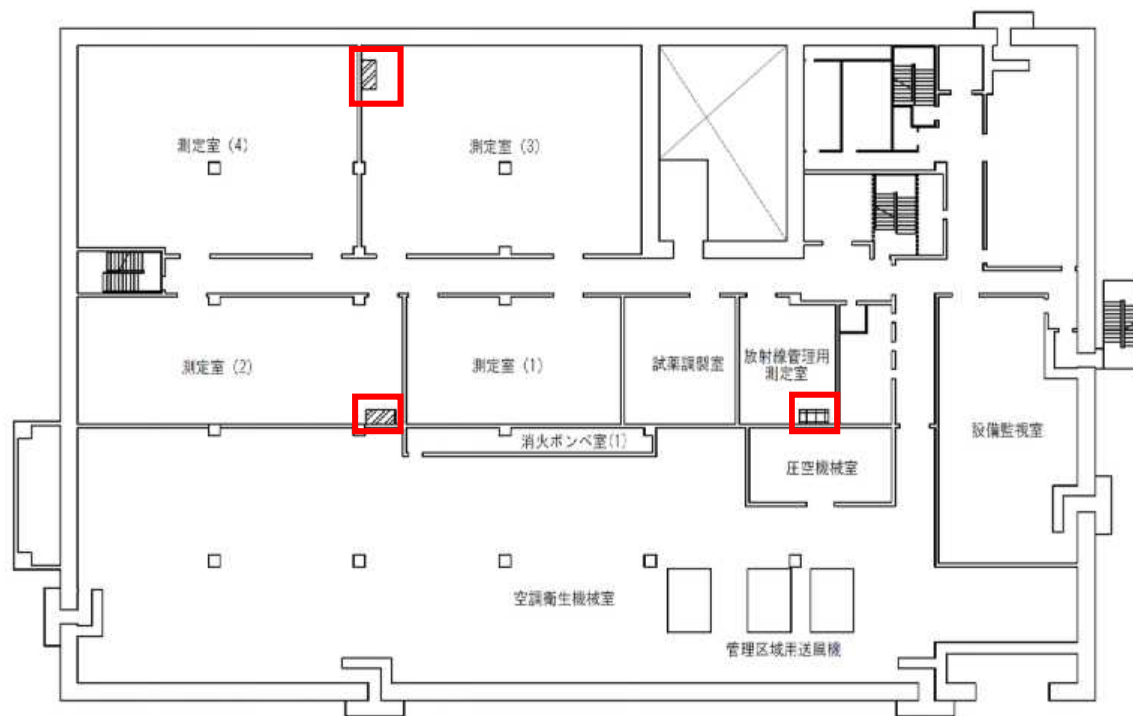 測定室（4）
測定室（3）
測定室（2）
測定室（1）
試薬調製室
放射線管理用
測定室
消火ボンベ室(1)
圧空機械室
設備監視室
空調衛生機械室
管理区域用送風機